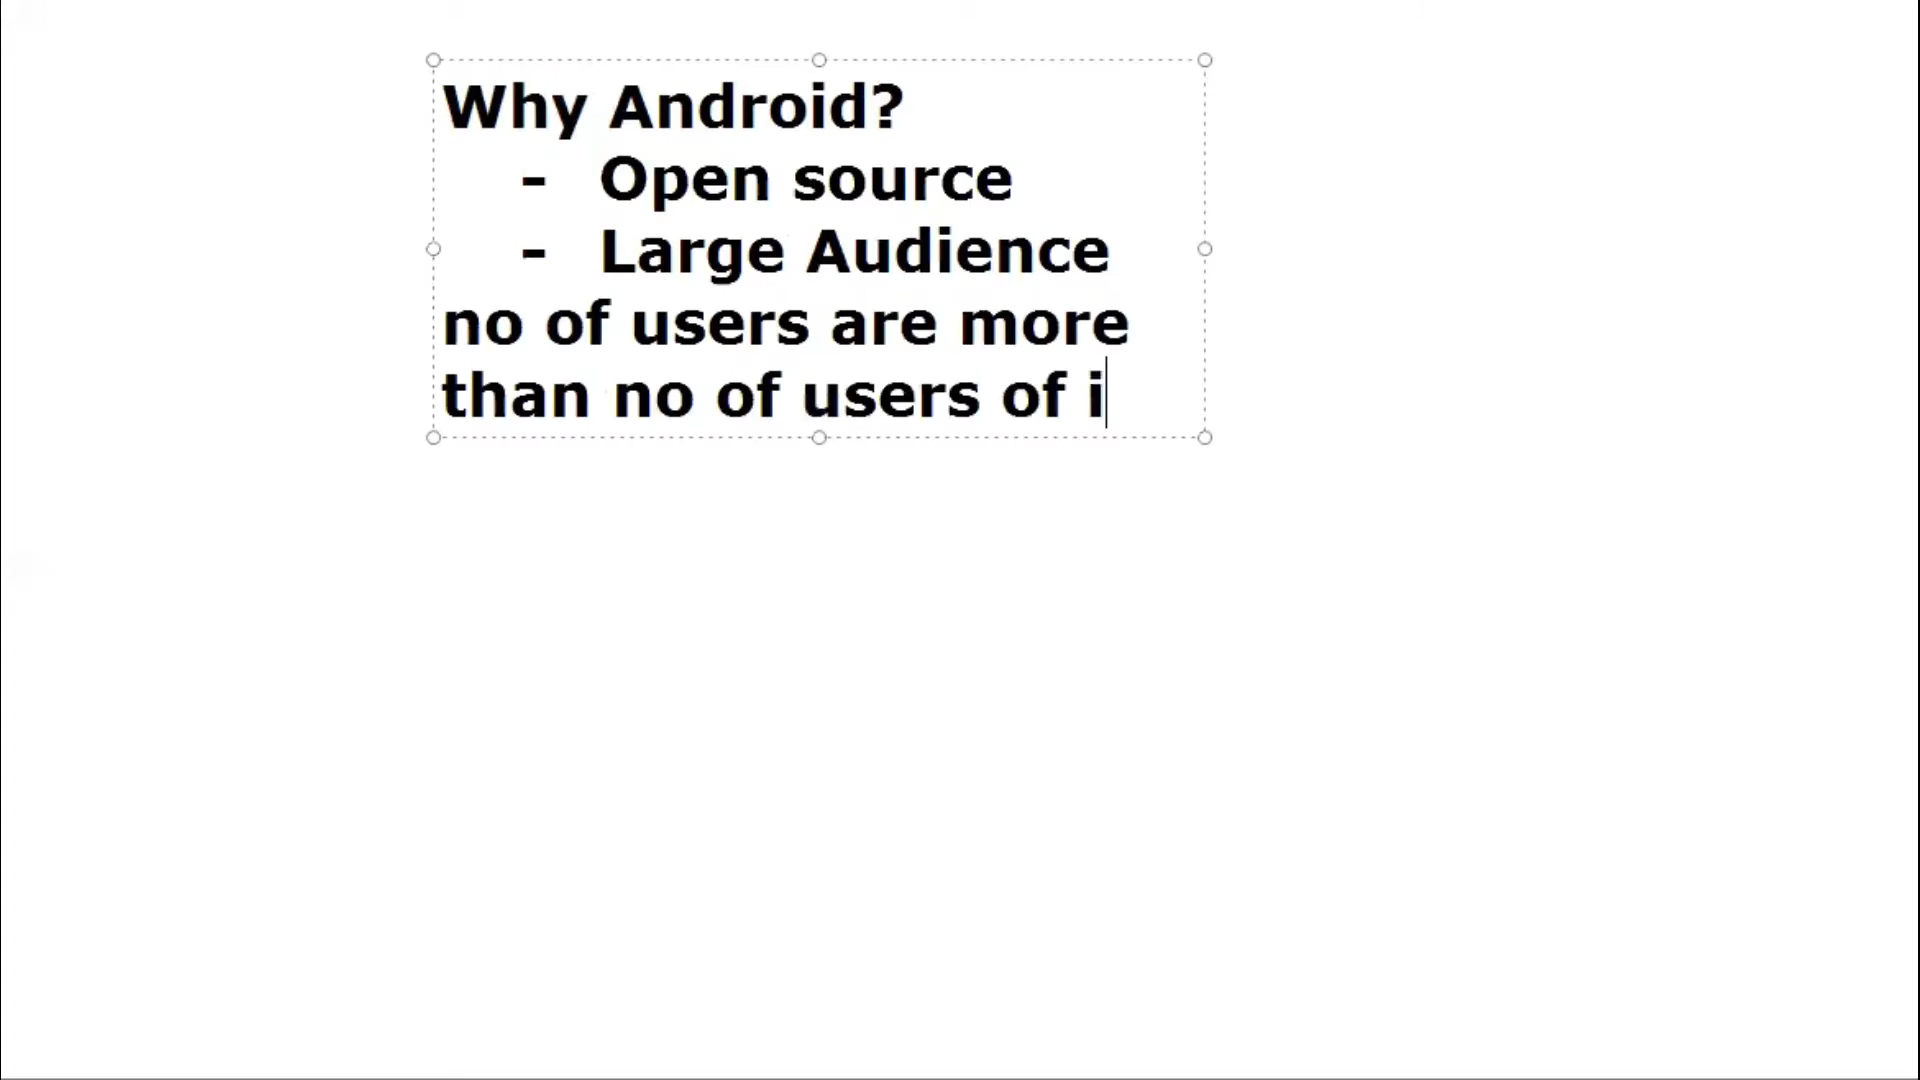 Why Android?
- Open source
- Large Audience
no of users are more
than no of users of i